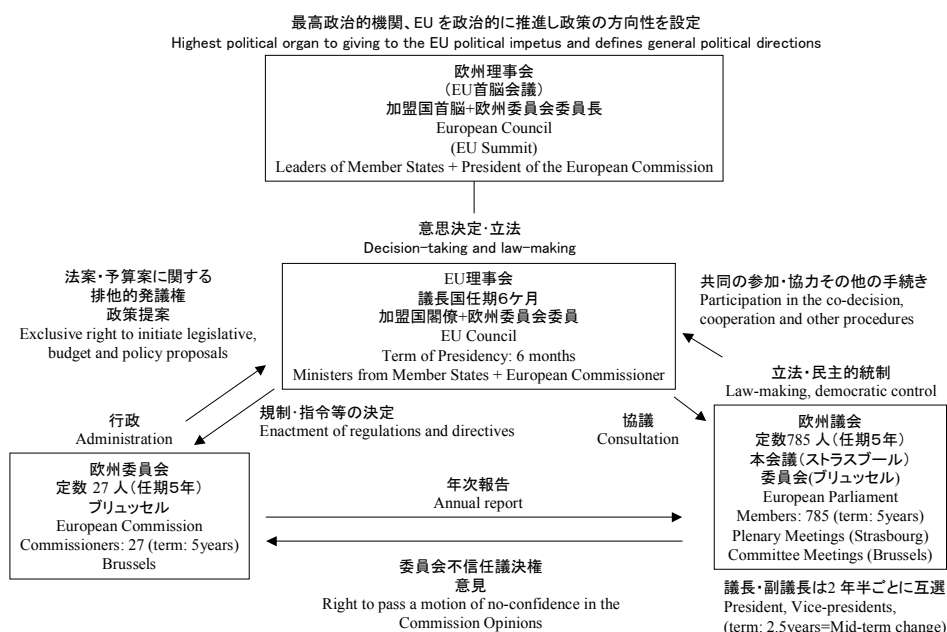 最高政治的機関、EU を政治的に推進し政策の方向性を設定
Highest political organ to giving to the EU political impetus and defines general political directions
欧州理事会
(EU首脳会議)
加盟国首脳+欧州委員会委員長
European Council
(EU Summit)
Leaders of Member States + President of the European Commission
意思決定・立法
Decision-taking and law-making
法案・予算案に関する
排他的発議権
政策提案
Exclusive right to initiate legislative,
budget and policy proposals
EU理事会
議長国任期6ケ月
加盟国閣僚+欧州委員会委員
EU Council
Term of Presidency: 6 months
Ministers from Member States + European Commissioner
共同の参加・協力その他の手続き
Participation in the co-decision,
cooperation and other procedures
立法・民主的統制
Law-making, democratic control
行政
Administration
規制・指令等の決定
Enactment of regulations and directives
協議
Consultation
欧州委員会
定数 27 人(任期5年)
ブリュッセル
European Commission
Commissioners: 27 (term: 5years)
Brussels
年次報告
Annual report
委員会不信任議決権
意見
Right to pass a motion of no-confidence in the
Commission Opinions
欧州議会
定数785 人(任期5年)
本会議(ストラスブール)
委員会(ブリュッセル)
European Parliament
Members: 785 (term: 5years)
Plenary Meetings (Strasbourg)
Committee Meetings (Brussels)
議長・副議長は2 年半ごとに互選
President, Vice-presidents,
(term: 2.5years=Mid-term change)